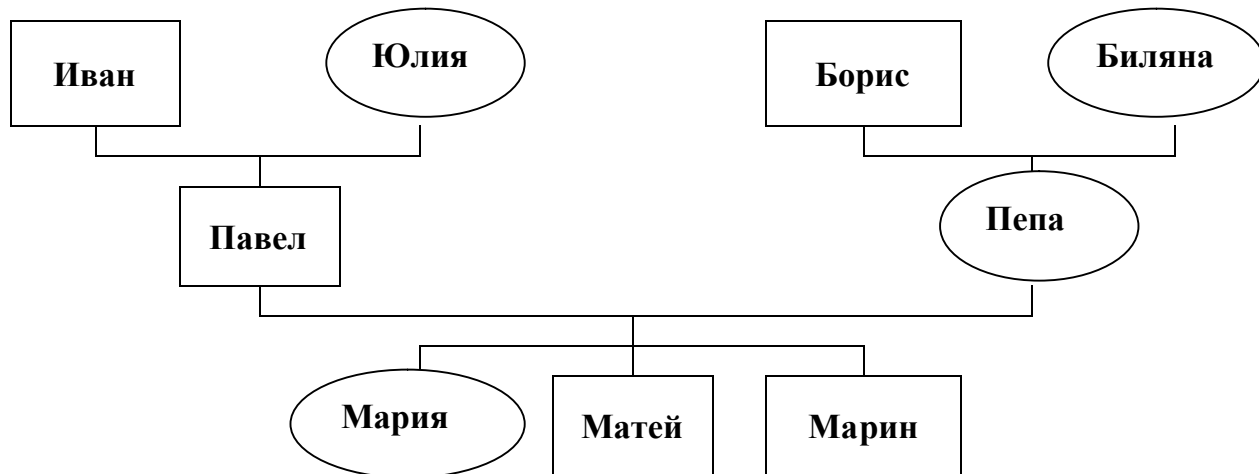 Иван
Юлия
Борис
Биляна
Павел
Пепа
Мария
Матей
Марин